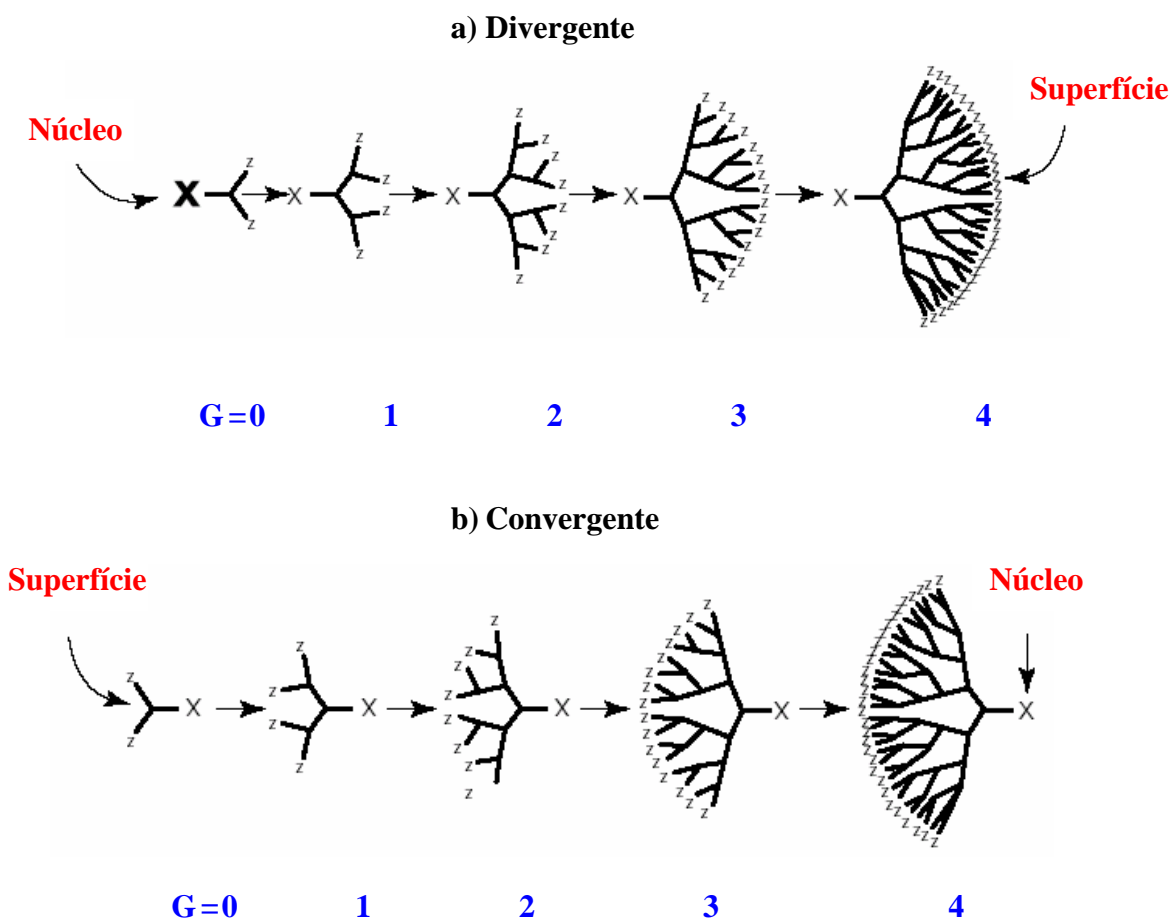 a) Divergente
Superfície
Núcleo
X X X X X
z z z z z z
G=0 1 2 3 4
b) Convergente
Superfície Núcleo
X X X X X
z z z z z z
G=0 1 2 3 4